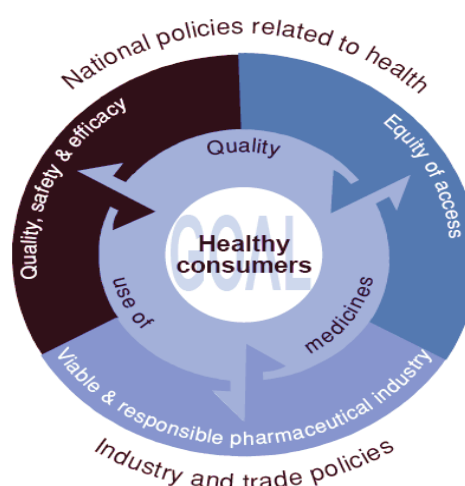 National policies related to health
Quality, safety & efficacy
Equity of access
Quality
use of
medicines
GOAL
Healthy
consumers
Viable & responsible pharmaceutical industry
Industry and trade policies